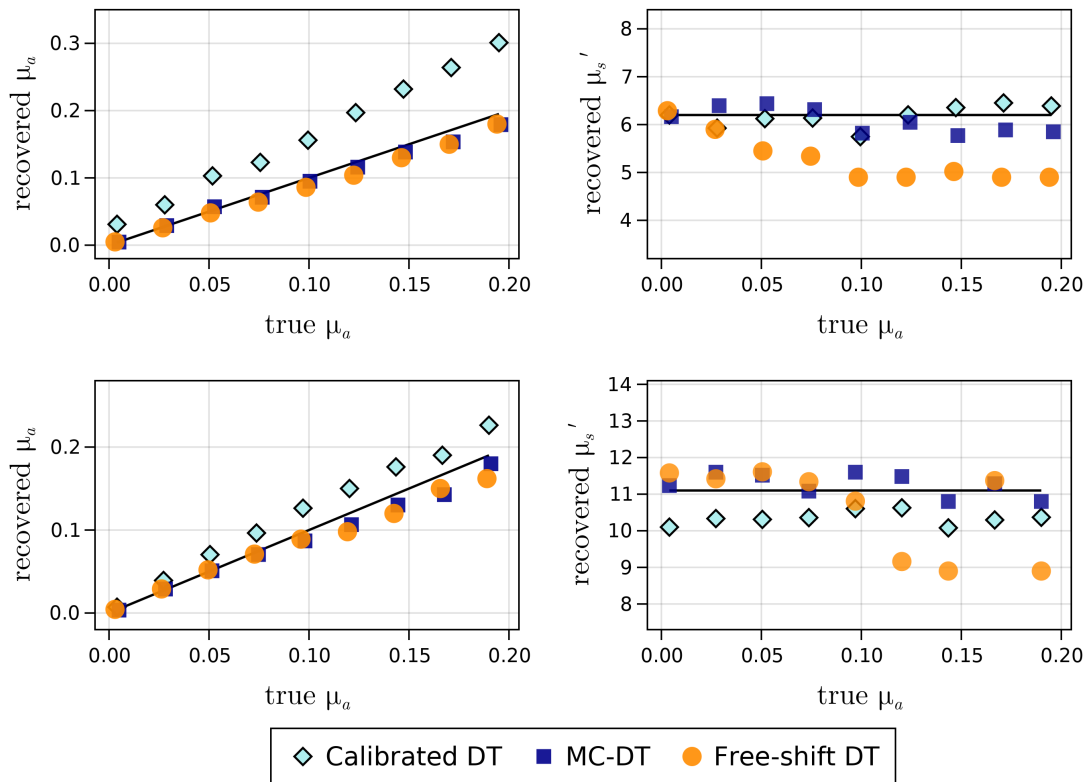 recovered μₐ
0.3
0.2
0.1
0.0
0.00 0.05 0.10 0.15 0.20
true μₐ
recovered μₛ′
8
7
6
5
4
0.00 0.05 0.10 0.15 0.20
true μₐ
recovered μₐ
0.2
0.1
0.0
0.00 0.05 0.10 0.15 0.20
true μₐ
recovered μₛ′
14
13
12
11
10
9
8
0.00 0.05 0.10 0.15 0.20
true μₐ
Calibrated DT MC-DT Free-shift DT